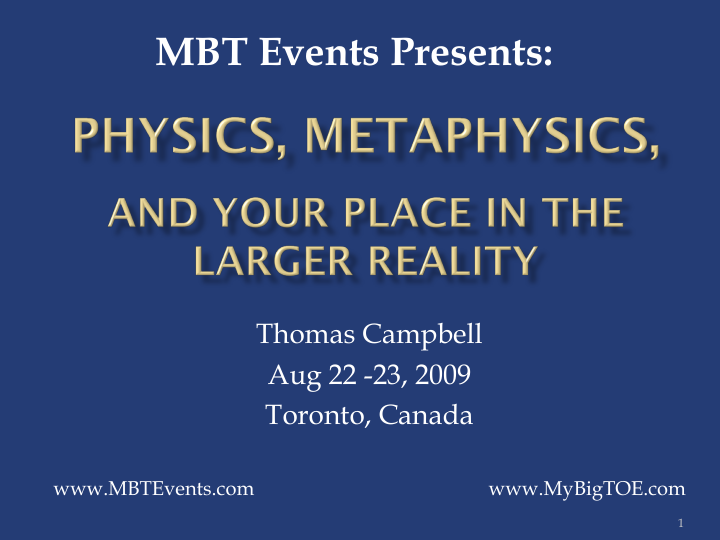 MBT Events Presents:
PHYSICS, METAPHYSICS,
AND YOUR PLACE IN THE
LARGER REALITY
Thomas Campbell
Aug 22 -23, 2009
Toronto, Canada
www.MBTEvents.com
www.MyBigTOE.com
1